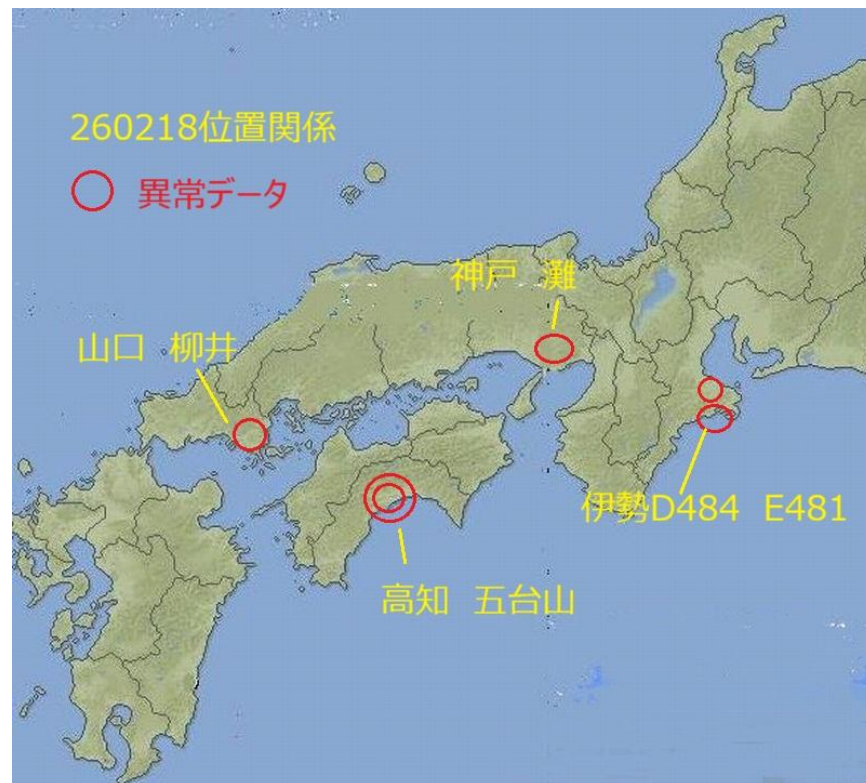 260218位置関係
異常データ
神戸　灘
山口　柳井
伊勢D484　E481
高知　五台山